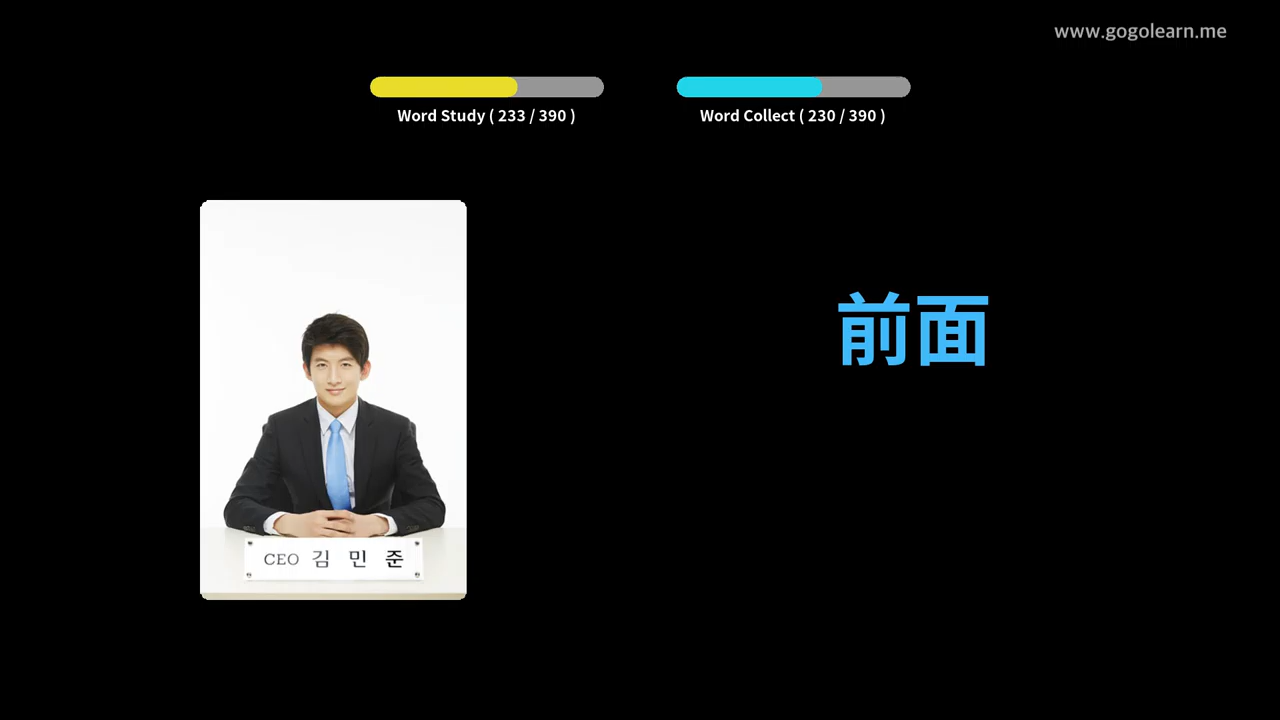 www.gogolearn.me
Word Study ( 233 / 390 )
Word Collect ( 230 / 390 )
前面
CEO 김 민 준